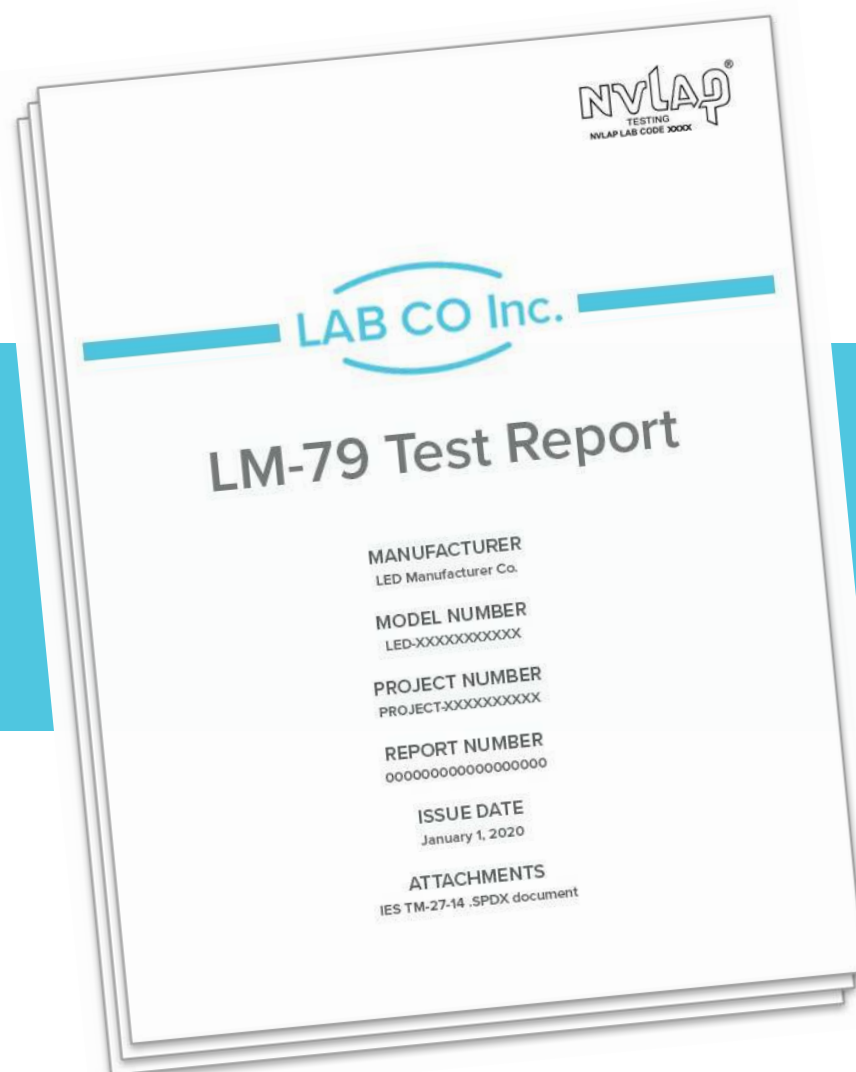 NVLAP®
TESTING
NVLAP LAB CODE XXXX
LAB CO Inc.
LM-79 Test Report
MANUFACTURER
LED Manufacturer Co.
MODEL NUMBER
LED-XXXXXXXXXXX
PROJECT NUMBER
PROJECT-XXXXXXXXXX
REPORT NUMBER
000000000000000000
ISSUE DATE
January 1, 2020
ATTACHMENTS
IES TM-27-14 .SPDX document